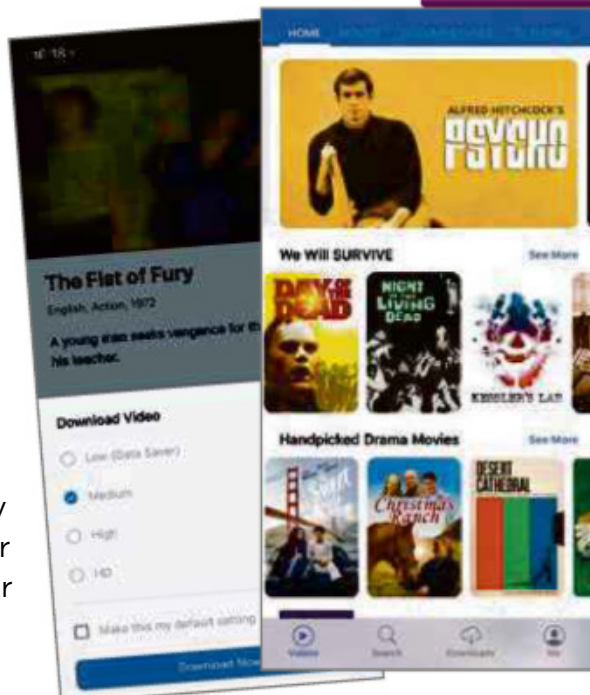 16:18
The Fist of Fury
English, Action, 1972
A young man seeks vengence for th
his teacher.
Download Video
Low (Data Saver)
Medium
High
HD
Make this my default setting
Download Now
y
r
r
HOME
ALFRED HITCHCOCK'S
PSYCHO
We Will SURVIVE
See More
DAY OF THE
DEAD
NIGHT
OF THE
LIVING
DEAD
KESSLER'S LAB
Handpicked Drama Movies
See More
Christmas
Ranch
DESERT
CATHEDRAL
Videos
Search
Downloads
Me